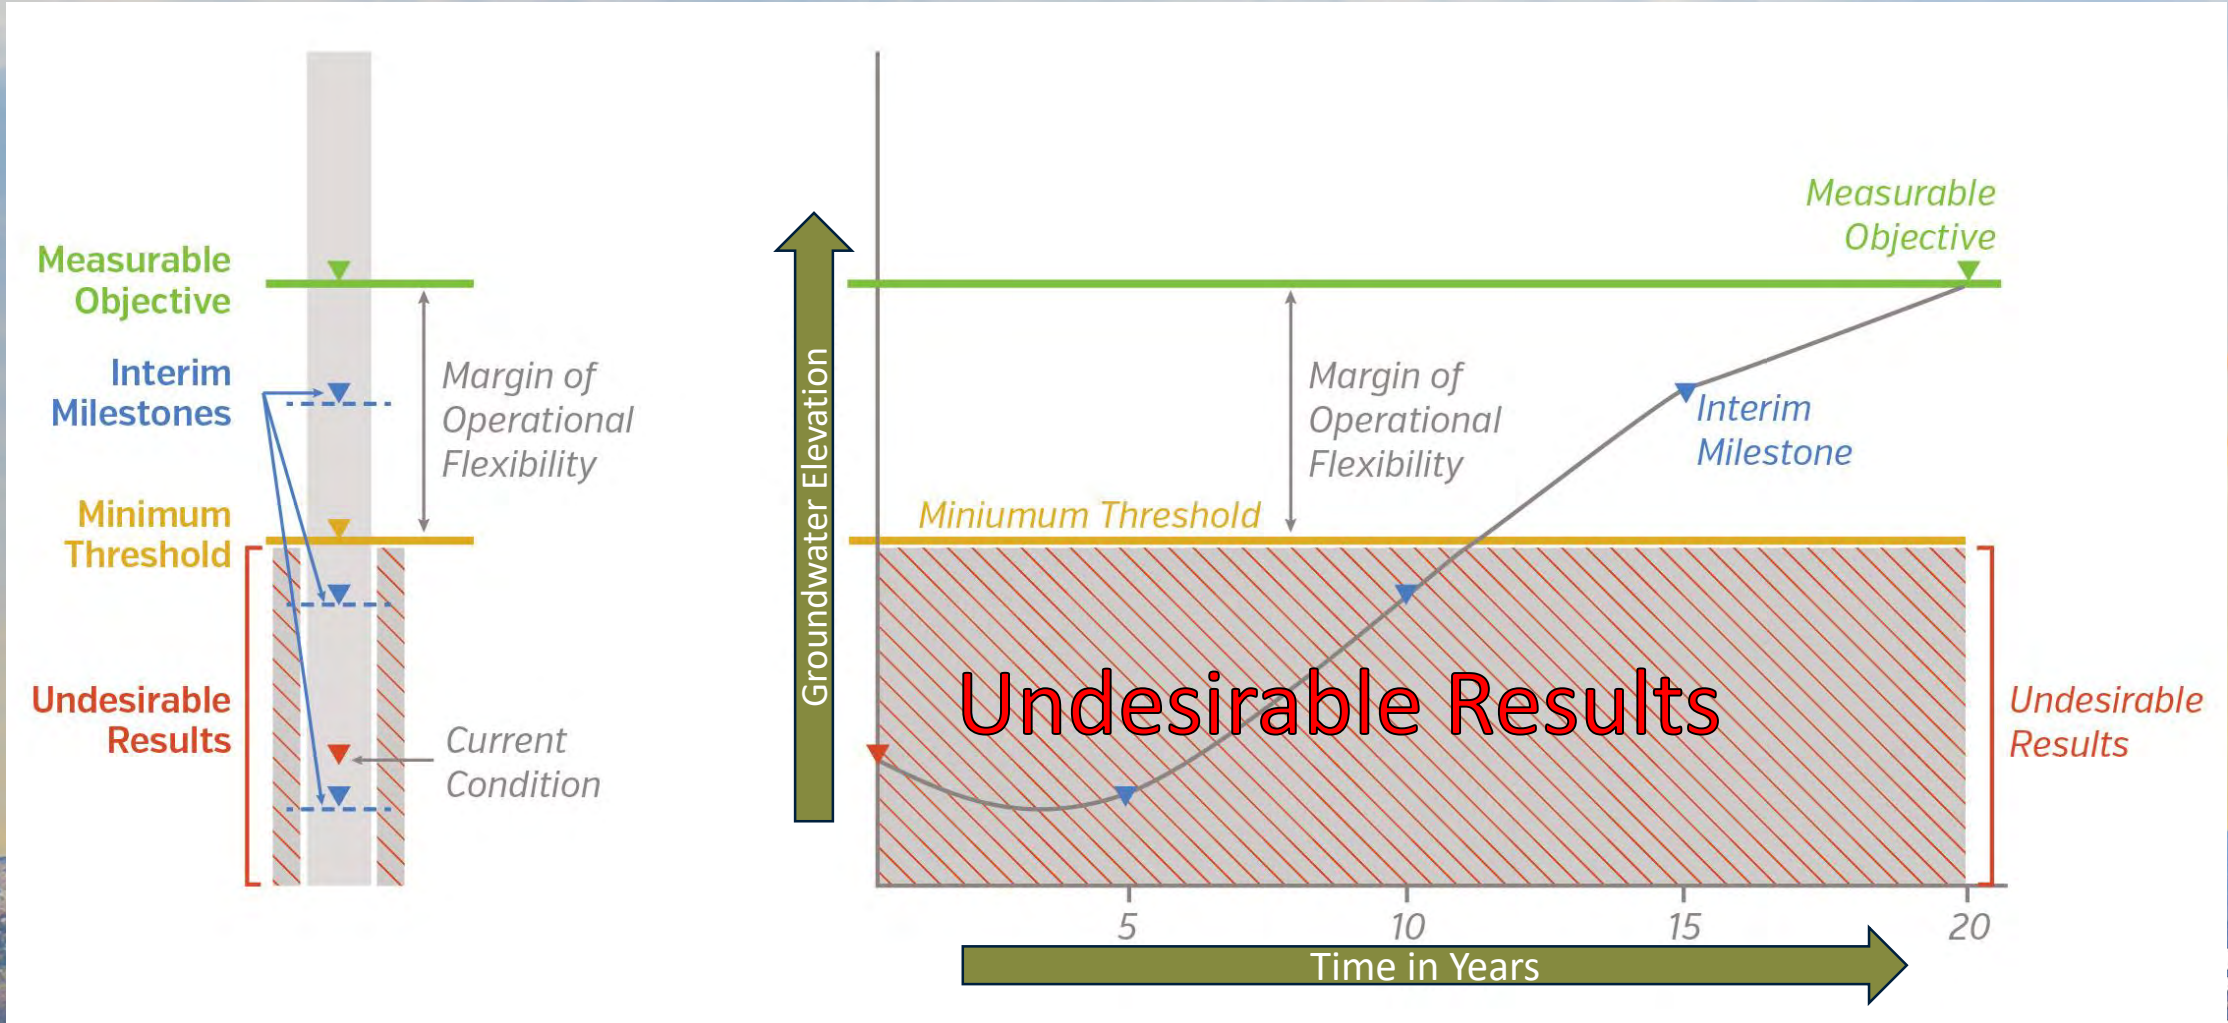 Measurable
Objective
Interim
Milestones
Minimum
Threshold
Undesirable
Results
Margin of
Operational
Flexibility
Current
Condition
Groundwater Elevation
Measurable
Objective
Margin of
Operational
Flexibility
Interim
Milestone
Miniumum Threshold
Undesirable Results
Undesirable
Results
5
10
15
20
Time in Years